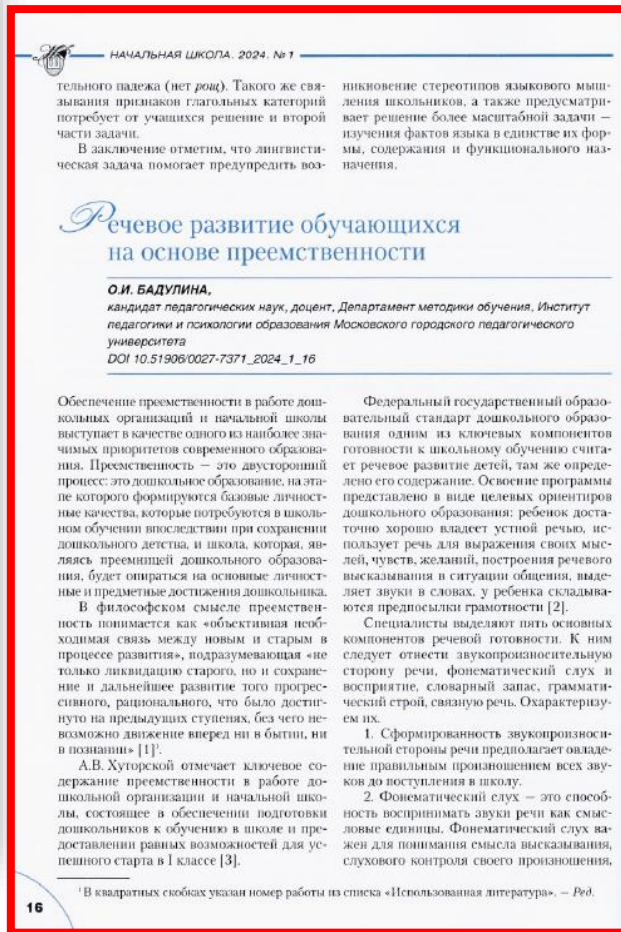 НАЧАЛЬНАЯ ШКОЛА. 2024. № 1
тельного падежа (нет рощ). Такого же свя-
зывания признаков глагольных категорий
потребует от учащихся решение и второй
части задачи.
В заключение отметим, что лингвисти-
ческая задача помогает предупредить воз-
никновение стереотипов языкового мыш-
ления школьников, а также предусматри-
вает решение более масштабной задачи —
изучения фактов языка в единстве их фор-
мы, содержания и функционального наз-
начения.
Речевое развитие обучающихся
на основе преемственности
О.И. БАДУЛИНА,
кандидат педагогических наук, доцент, Департамент методики обучения, Институт
педагогики и психологии образования Московского городского педагогического
университета
DOI 10.51906/0027-7371_2024_1_16
Обеспечение преемственности в работе дош-
кольных организаций и начальной школы
выступает в качестве одного из наиболее зна-
чимых приоритетов современного образова-
ния. Преемственность — это двусторонний
процесс: это дошкольное образование, на эта-
пе которого формируются базовые личност-
ные качества, которые потребуются в школь-
ном обучении впоследствии при сохранении
дошкольного детства, и школа, которая, яв-
ляясь преемницей дошкольного образова-
ния, будет опираться на основные личност-
ные и предметные достижения дошкольника.
В философском смысле преемствен-
ность понимается как «объективная необ-
ходимая связь между новым и старым в
процессе развития», подразумевающая «не
только ликвидацию старого, но и сохране-
ние и дальнейшее развитие того прогрес-
сивного, рационального, что было достиг-
нуто на предыдущих ступенях, без чего не-
возможно движение вперед ни в бытии, ни
в познании» [1]¹.
А.В. Хуторской отмечает ключевое со-
держание преемственности в работе до-
школьной организации и начальной шко-
лы, состоящее в обеспечении подготовки
дошкольников к обучению в школе и пре-
доставлении равных возможностей для ус-
пешного старта в I классе [3].
Федеральный государственный образо-
вательный стандарт дошкольного образо-
вания одним из ключевых компонентов
готовности к школьному обучению счита-
ет речевое развитие детей, там же опреде-
лено его содержание. Освоение программы
представлено в виде целевых ориентиров
дошкольного образования: ребенок доста-
точно хорошо владеет устной речью, ис-
пользует речь для выражения своих мыс-
лей, чувств, желаний, построения речевого
высказывания в ситуации общения, выде-
ляет звуки в словах, у ребенка складыва-
ются предпосылки грамотности [2].
Специалисты выделяют пять основных
компонентов речевой готовности. К ним
следует отнести звукопроизносительную
сторону речи, фонематический слух и
восприятие, словарный запас, граммати-
ческий строй, связную речь. Охарактеризу-
ем их.
1. Сформированность звукопроизноси-
тельной стороны речи предполагает овладе-
ние правильным произношением всех зву-
ков до поступления в школу.
2. Фонематический слух — это способ-
ность воспринимать звуки речи как смыс-
ловые единицы. Фонематический слух ва-
жен для понимания смысла высказывания,
слухового контроля своего произношения,
¹ В квадратных скобках указан номер работы из списка «Использованная литература». — Ред.
16